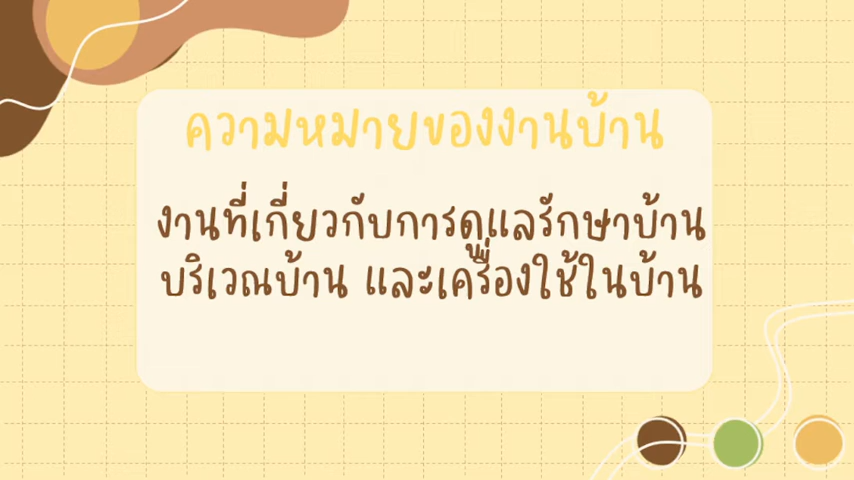 ความหมายของงานบ้าน
งานที่เกี่ยวกับการดูแลรักษาบ้าน
บริเวณบ้าน และเครื่องใช้ในบ้าน